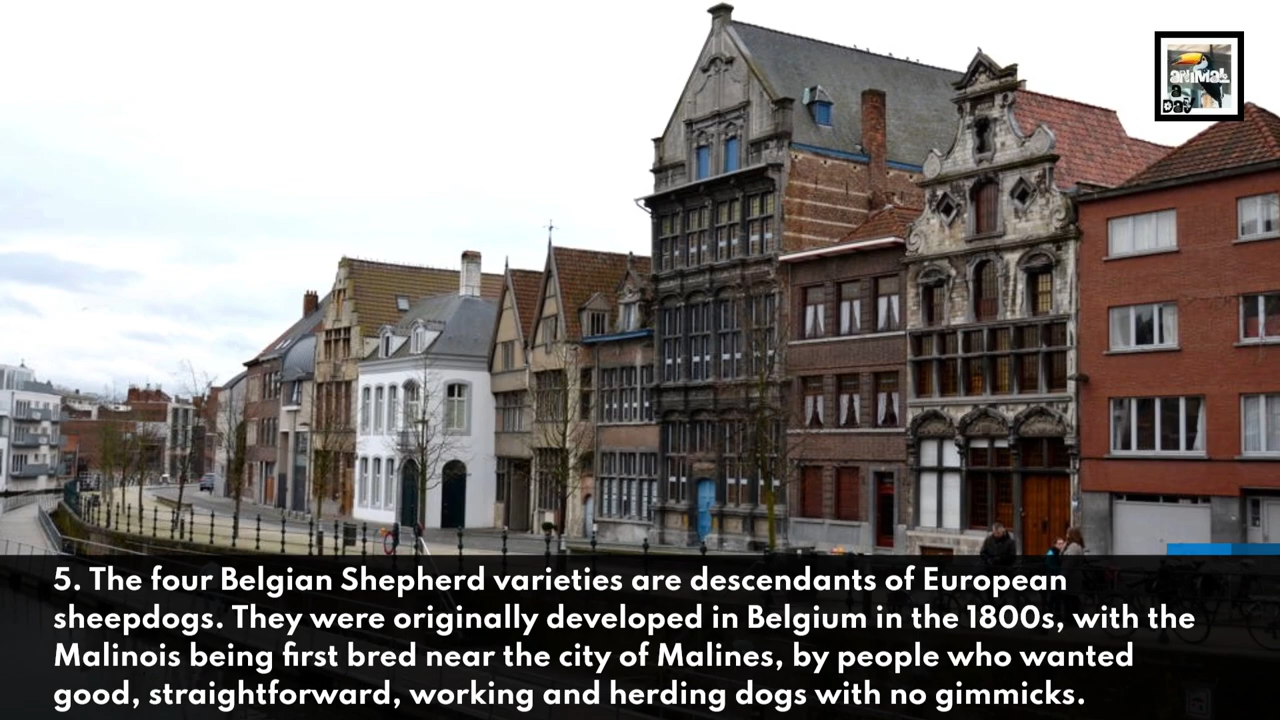 ANIMAL
a
DAY
5. The four Belgian Shepherd varieties are descendants of European
sheepdogs. They were originally developed in Belgium in the 1800s, with the
Malinois being first bred near the city of Malines, by people who wanted
good, straightforward, working and herding dogs with no gimmicks.